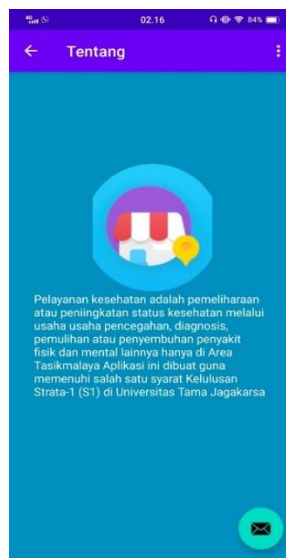 02.16
84%
Tentang
Pelayanan kesehatan adalah pemeliharaan
atau peniingkatan status kesehatan melalui
usaha usaha pencegahan, diagnosis,
pemulihan atau penyembuhan penyakit
fisik dan mental lainnya hanya di Area
Tasikmalaya Aplikasi ini dibuat guna
memenuhi salah satu syarat Kelulusan
Strata-1 (S1) di Universitas Tama Jagakarsa